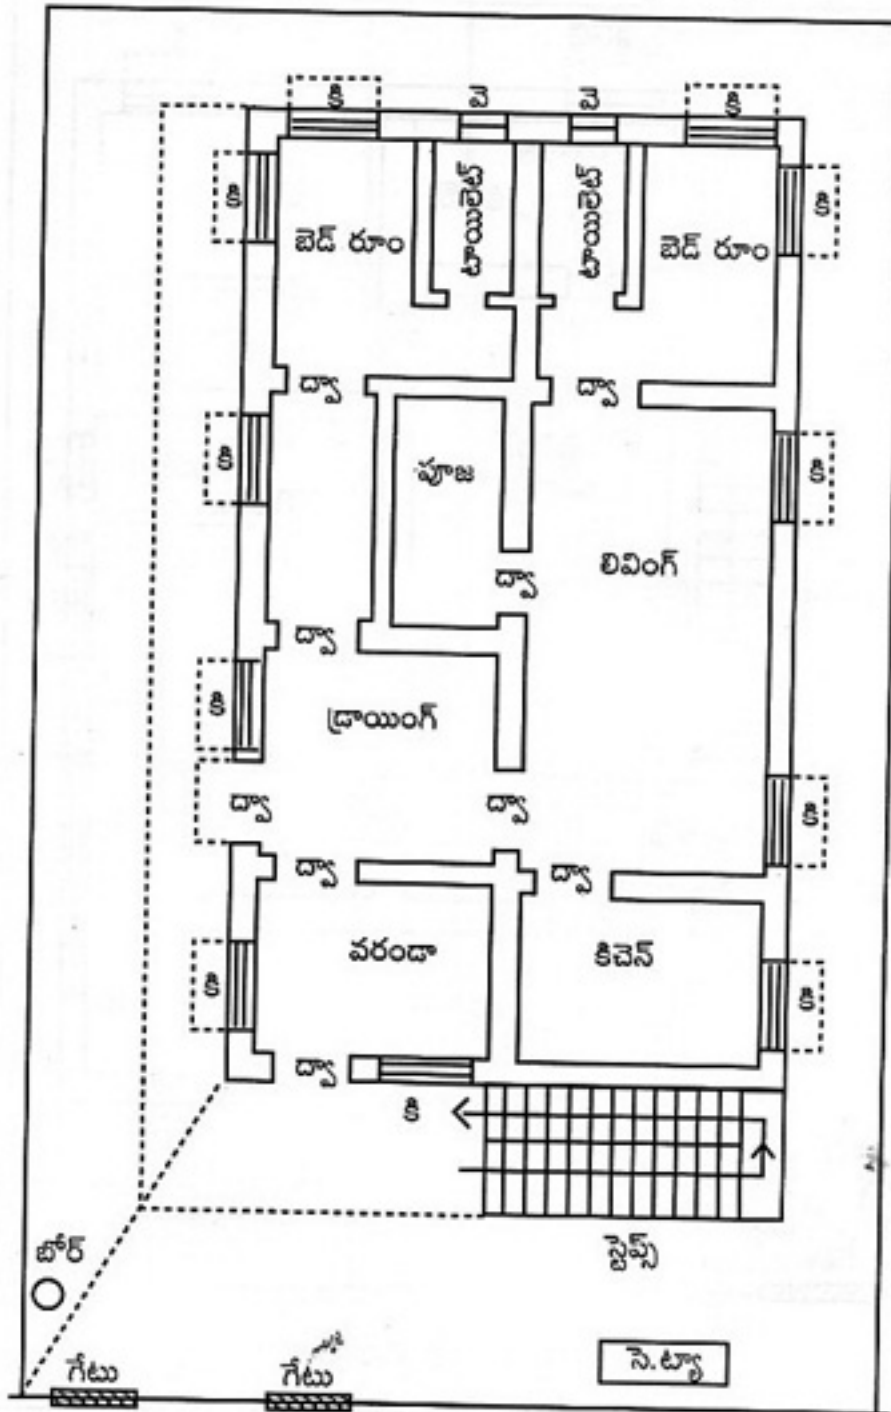 కి బ బ కి
కి కి
బెడ్ రూం టాయిలెట్ టాయిలెట్ బెడ్ రూం
ద్వా ద్వా
కి పూజ కి
ద్వా లివింగ్
ద్వా
కి డ్రాయింగ్
ద్వా ద్వా కి
ద్వా ద్వా
వరండా కిచెన్
కి కి
ద్వా
కి
బోర్ స్టెప్స్
గేటు గేటు సె.ట్యా